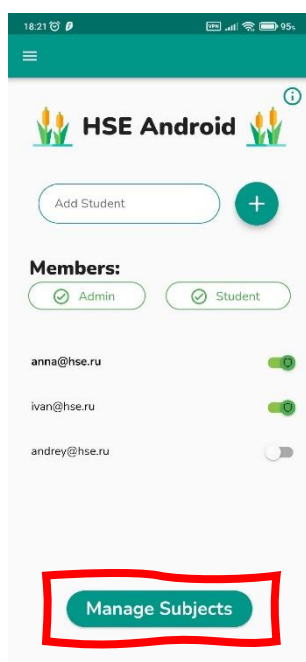 18:21 VPN 95%
HSE Android
Add Student
Members:
Admin Student
anna@hse.ru
ivan@hse.ru
andrey@hse.ru
Manage Subjects